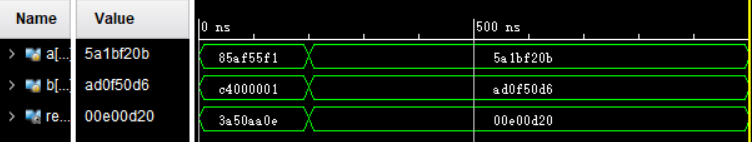 Name Value 0 ns 500 ns
a[...] 5a1bf20b 85af55f1 5a1bf20b
b[...] ad0f50d6 c4000001 ad0f50d6
re... 00e00d20 3a50aa0e 00e00d20